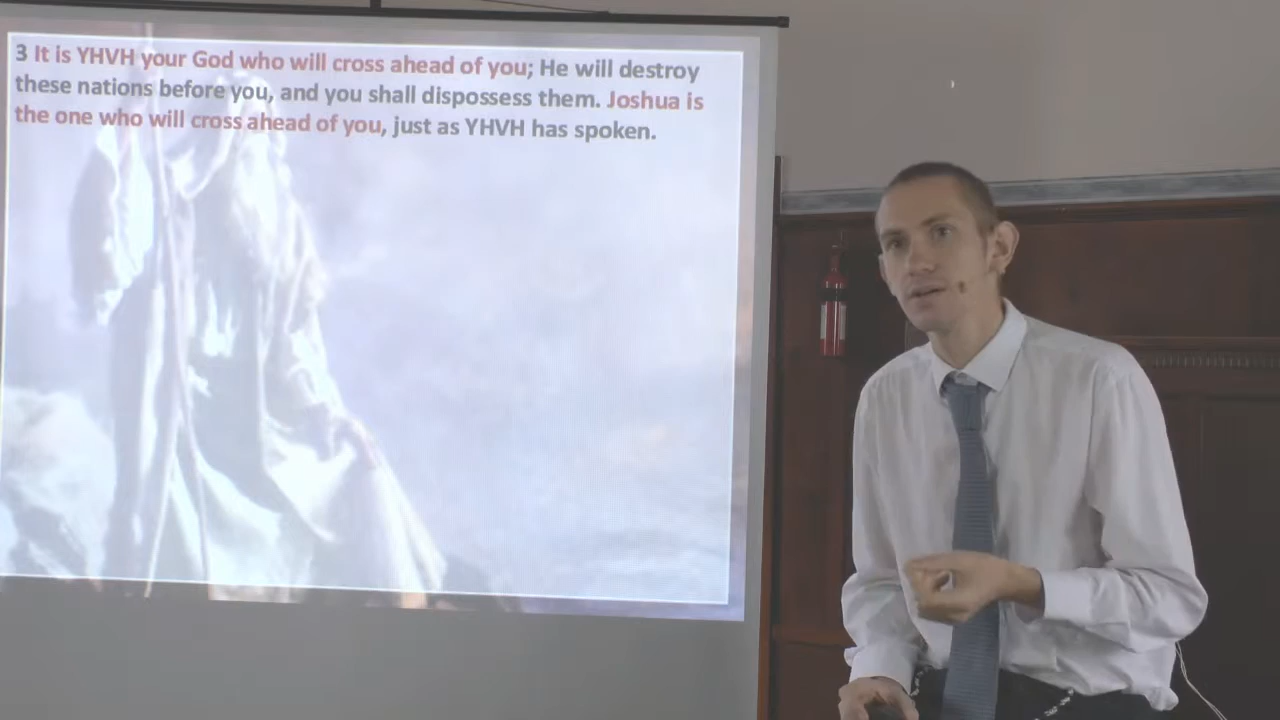 3 It is YHVH your God who will cross ahead of you; He will destroy
these nations before you, and you shall dispossess them. Joshua is
the one who will cross ahead of you, just as YHVH has spoken.